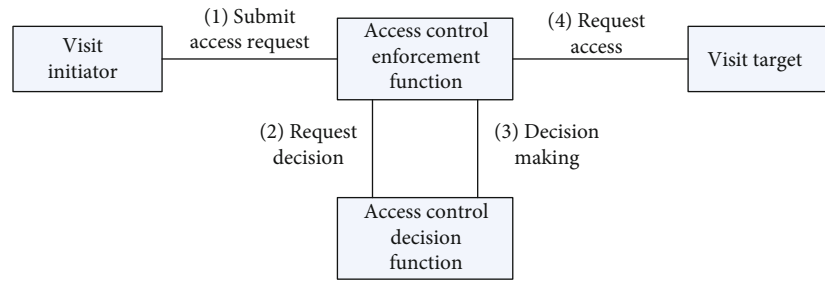 Visit
initiator
(1) Submit
access request
Access control
enforcement
function
(4) Request
access
Visit target
(2) Request
decision
(3) Decision
making
Access control
decision
function